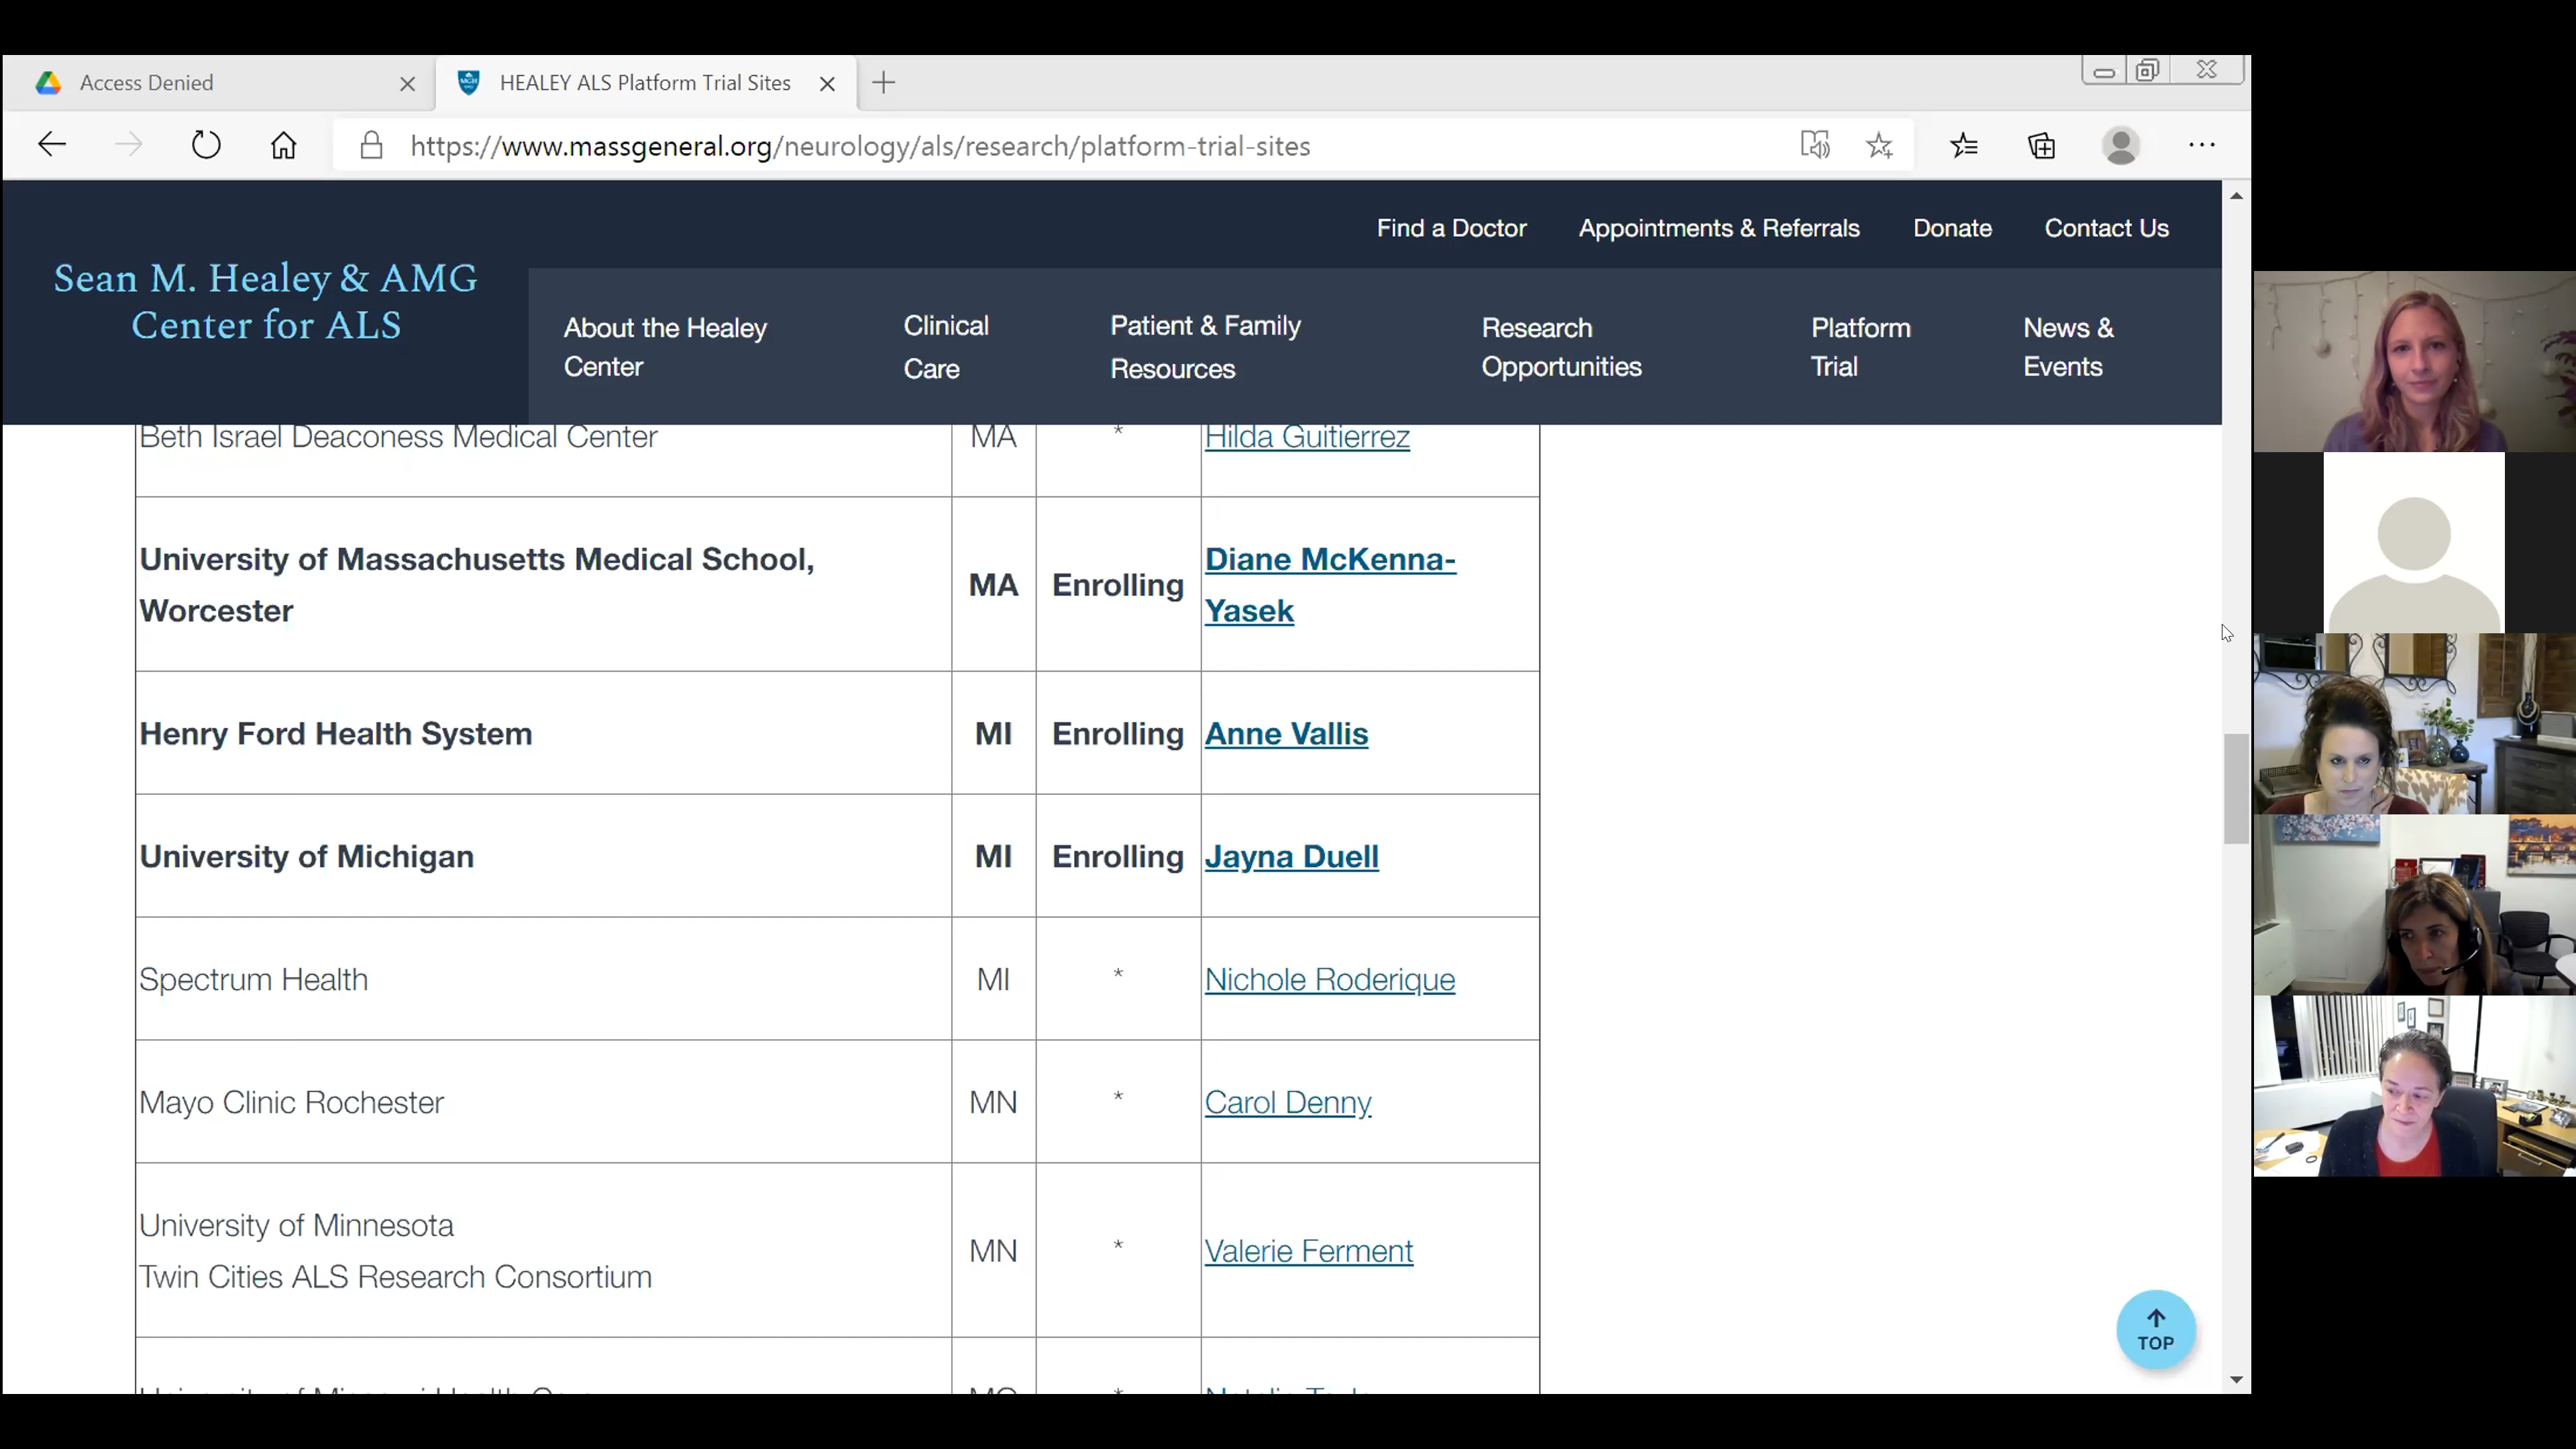 Access Denied
HEALEY ALS Platform Trial Sites
https://www.massgeneral.org/neurology/als/research/platform-trial-sites
Find a Doctor
Appointments & Referrals
Donate
Contact Us
Sean M. Healey & AMG
Center for ALS
About the Healey
Center
Clinical
Care
Patient & Family
Resources
Research
Opportunities
Platform
Trial
News &
Events
Beth Israel Deaconess Medical Center MA * Hilda Guitierrez
University of Massachusetts Medical School,
Worcester
MA Enrolling
Diane McKenna-
Yasek
Henry Ford Health System MI Enrolling Anne Vallis
University of Michigan MI Enrolling Jayna Duell
Spectrum Health MI * Nichole Roderique
Mayo Clinic Rochester MN * Carol Denny
University of Minnesota
Twin Cities ALS Research Consortium
MN * Valerie Ferment
TOP